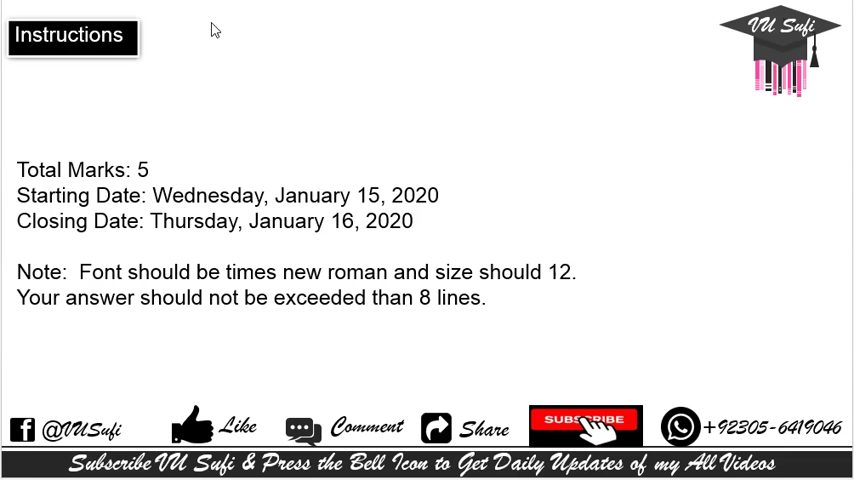 Instructions
VU Sufi
Total Marks: 5
Starting Date: Wednesday, January 15, 2020
Closing Date: Thursday, January 16, 2020
Note:  Font should be times new roman and size should 12.
Your answer should not be exceeded than 8 lines.
@VUSufi Like Comment Share SUBSCRIBE +92305-6419046
Subscribe VU Sufi & Press the Bell Icon to Get Daily Updates of my All Videos